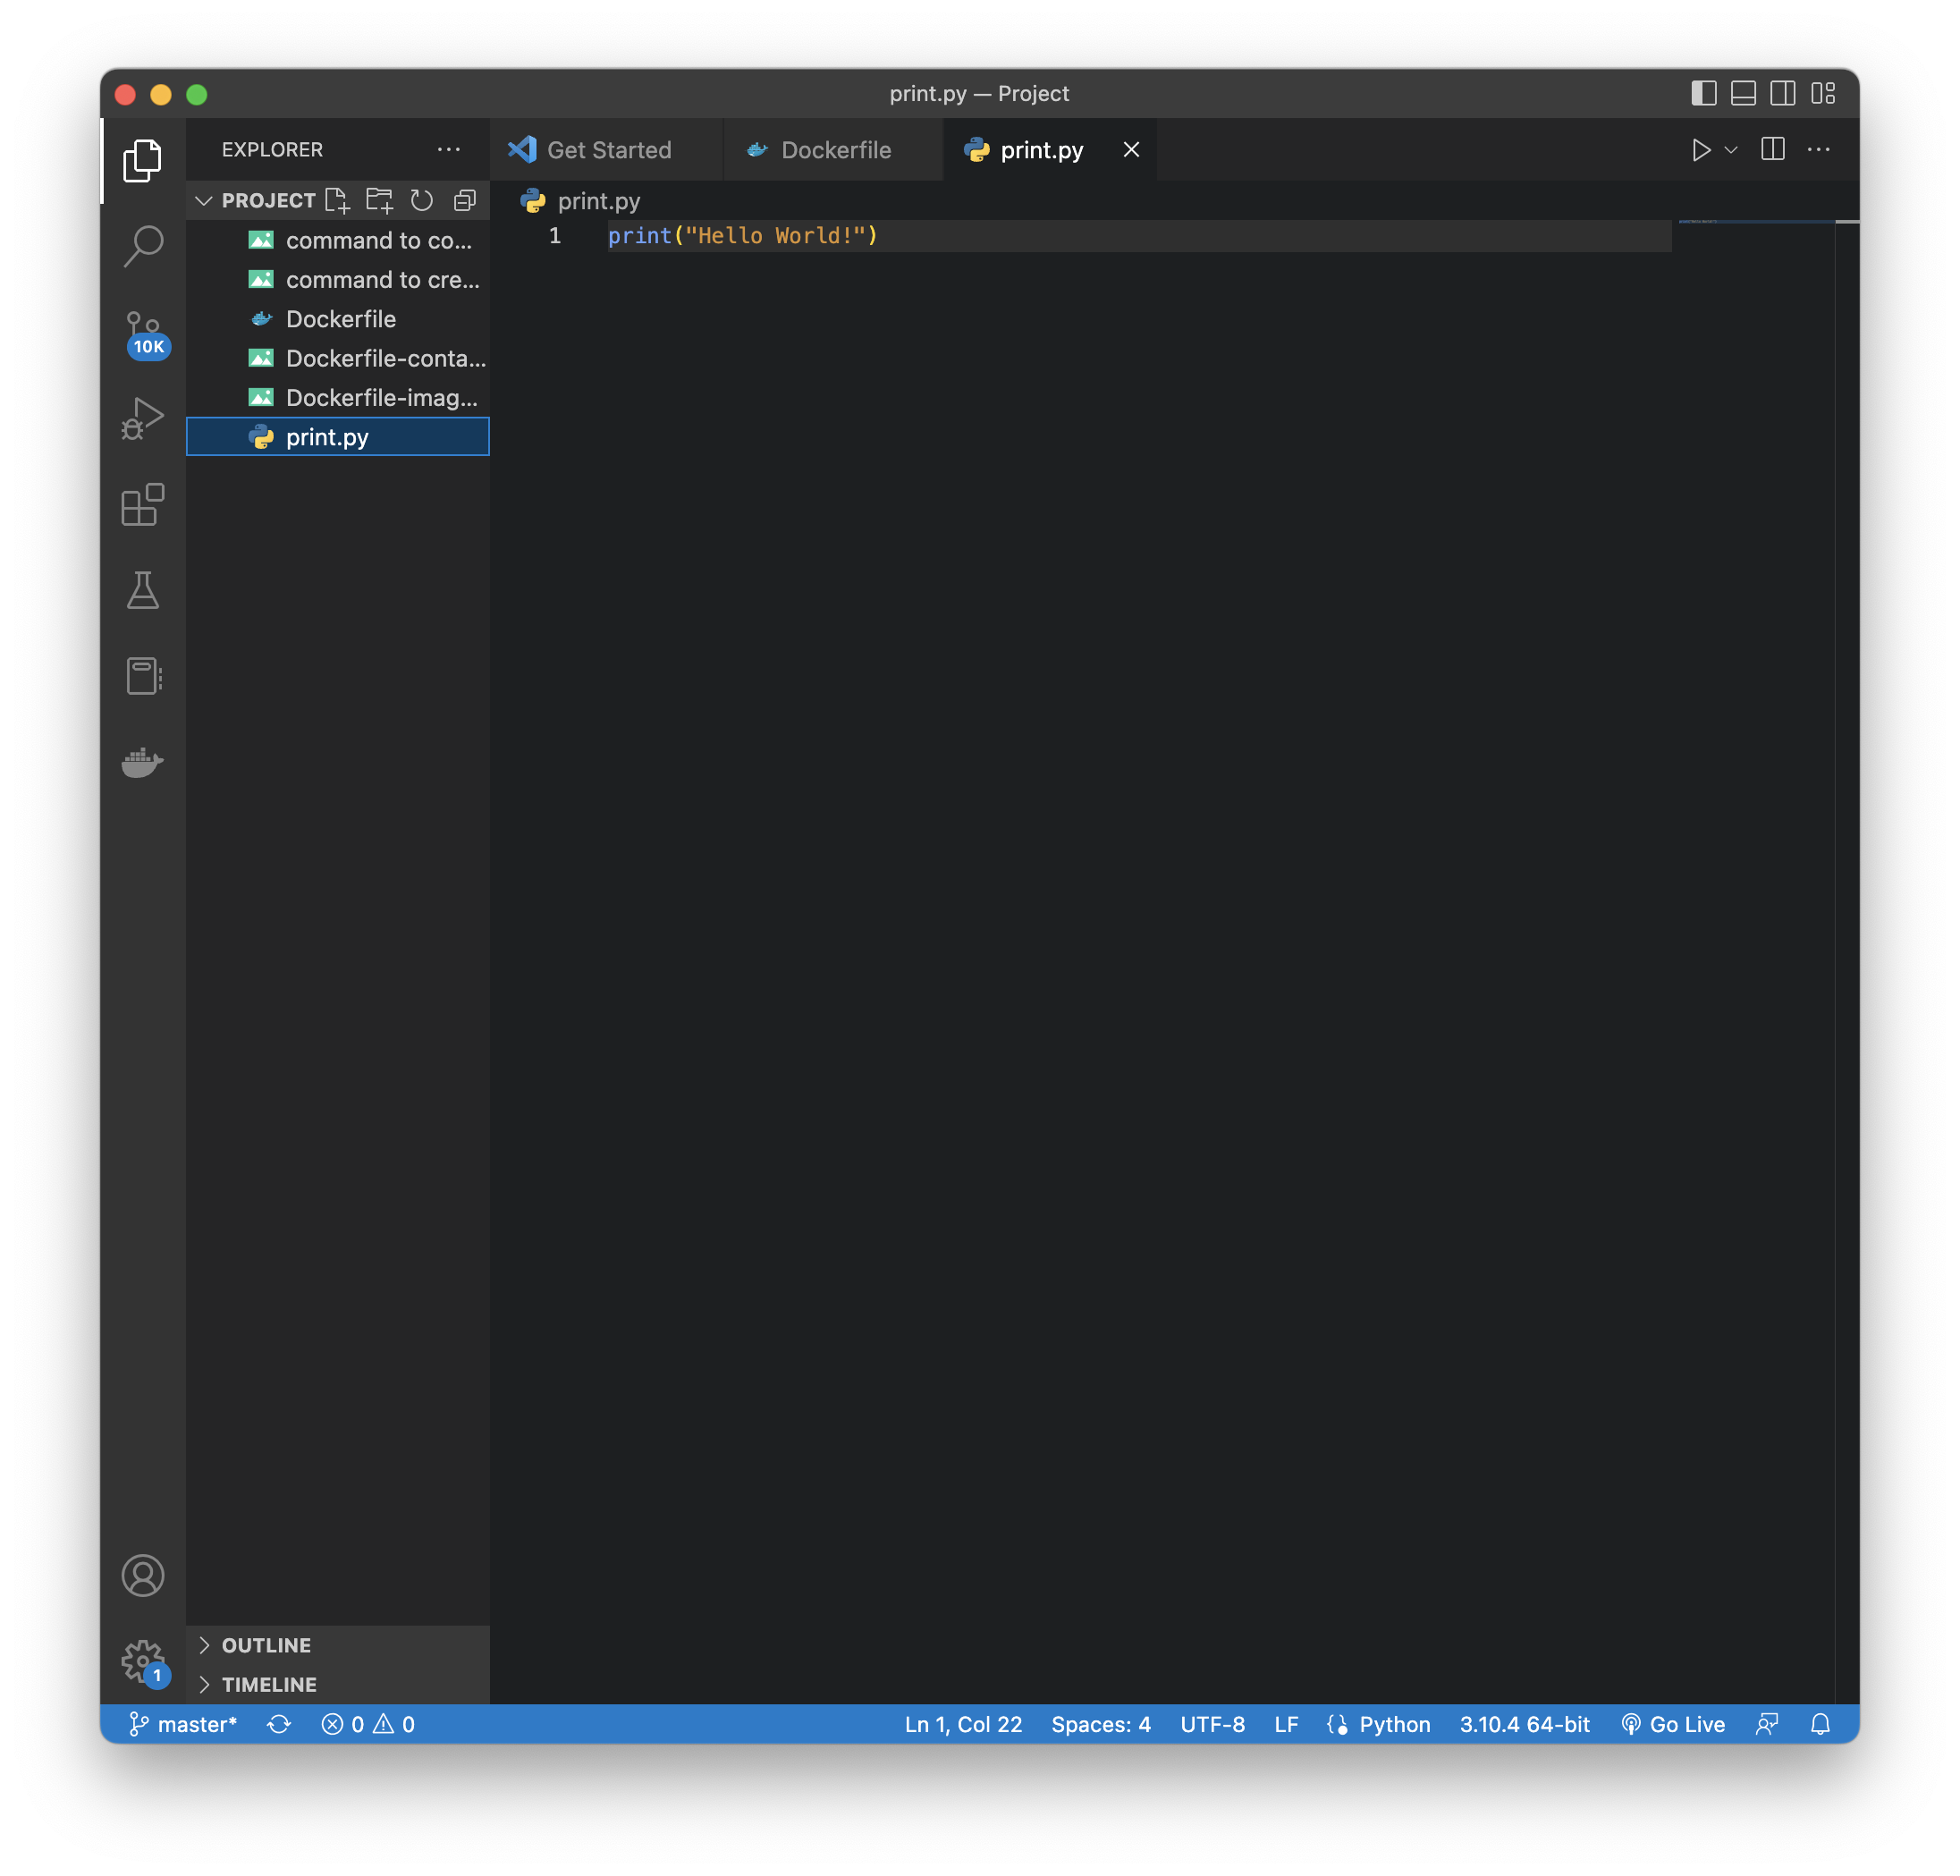 print.py — Project
EXPLORER
Get Started
Dockerfile
print.py
PROJECT
print.py
command to co...
command to cre...
Dockerfile
Dockerfile-conta...
Dockerfile-imag...
print.py
1 print("Hello World!")
10K
OUTLINE
TIMELINE
1
master* 0 0 Ln 1, Col 22 Spaces: 4 UTF-8 LF Python 3.10.4 64-bit Go Live